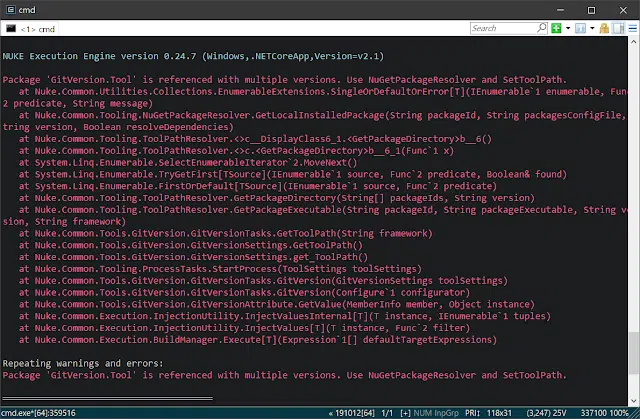 cmd
<1> cmd
Search
NUKE Execution Engine version 0.24.7 (Windows,.NETCoreApp,Version=v2.1)
Package 'GitVersion.Tool' is referenced with multiple versions. Use NuGetPackageResolver and SetToolPath.
at Nuke.Common.Utilities.Collections.EnumerableExtensions.SingleOrDefaultOrError[T](IEnumerable`1 enumerable, Func`
2 predicate, String message)
at Nuke.Common.Tooling.NuGetPackageResolver.GetLocalInstalledPackage(String packageId, String packagesConfigFile, S
tring version, Boolean resolveDependencies)
at Nuke.Common.Tooling.ToolPathResolver.<>c__DisplayClass6_1.<GetPackageDirectory>b__6()
at Nuke.Common.Tooling.ToolPathResolver.<>c.<GetPackageDirectory>b__6_1(Func`1 x)
at System.Linq.Enumerable.SelectEnumerableIterator`2.MoveNext()
at System.Linq.Enumerable.TryGetFirst[TSource](IEnumerable`1 source, Func`2 predicate, Boolean& found)
at System.Linq.Enumerable.FirstOrDefault[TSource](IEnumerable`1 source, Func`2 predicate)
at Nuke.Common.Tooling.ToolPathResolver.GetPackageDirectory(String[] packageIds, String version)
at Nuke.Common.Tooling.ToolPathResolver.GetPackageExecutable(String packageId, String packageExecutable, String ver
sion, String framework)
at Nuke.Common.Tools.GitVersion.GitVersionTasks.GetToolPath(String framework)
at Nuke.Common.Tools.GitVersion.GitVersionSettings.GetToolPath()
at Nuke.Common.Tools.GitVersion.GitVersionSettings.get_ToolPath()
at Nuke.Common.Tooling.ProcessTasks.StartProcess(ToolSettings toolSettings)
at Nuke.Common.Tools.GitVersion.GitVersionTasks.GitVersion(GitVersionSettings toolSettings)
at Nuke.Common.Tools.GitVersion.GitVersionTasks.GitVersion(Configure`1 configurator)
at Nuke.Common.Tools.GitVersion.GitVersionAttribute.GetValue(MemberInfo member, Object instance)
at Nuke.Common.Execution.InjectionUtility.InjectValuesInternal[T](T instance, IEnumerable`1 tuples)
at Nuke.Common.Execution.InjectionUtility.InjectValues[T](T instance, Func`2 filter)
at Nuke.Common.Execution.BuildManager.Execute[T](Expression`1[] defaultTargetExpressions)
Repeating warnings and errors:
Package 'GitVersion.Tool' is referenced with multiple versions. Use NuGetPackageResolver and SetToolPath.
cmd.exe*[64]:359516 « 191012[64] 1/1 [+] NUM InpGrp PRI: 118x31 (3,247) 25V 337100 100%